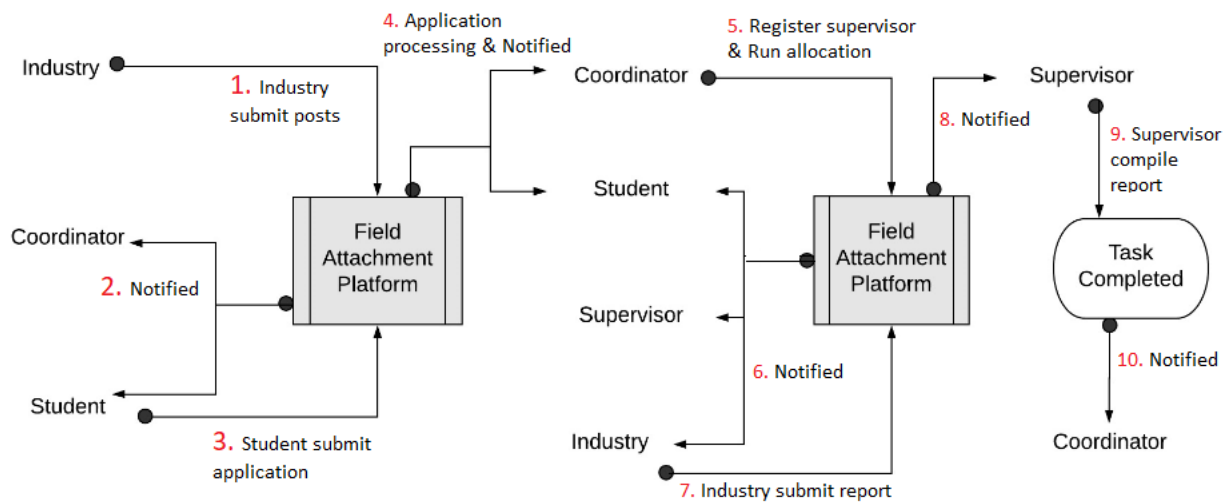 Industry
1. Industry
submit posts
Coordinator
2. Notified
Student
3. Student submit
application
Field
Attachment
Platform
4. Application
processing & Notified
Coordinator
Student
Supervisor
Industry
5. Register supervisor
& Run allocation
6. Notified
7. Industry submit report
Field
Attachment
Platform
8. Notified
Supervisor
9. Supervisor
compile
report
Task
Completed
10. Notified
Coordinator